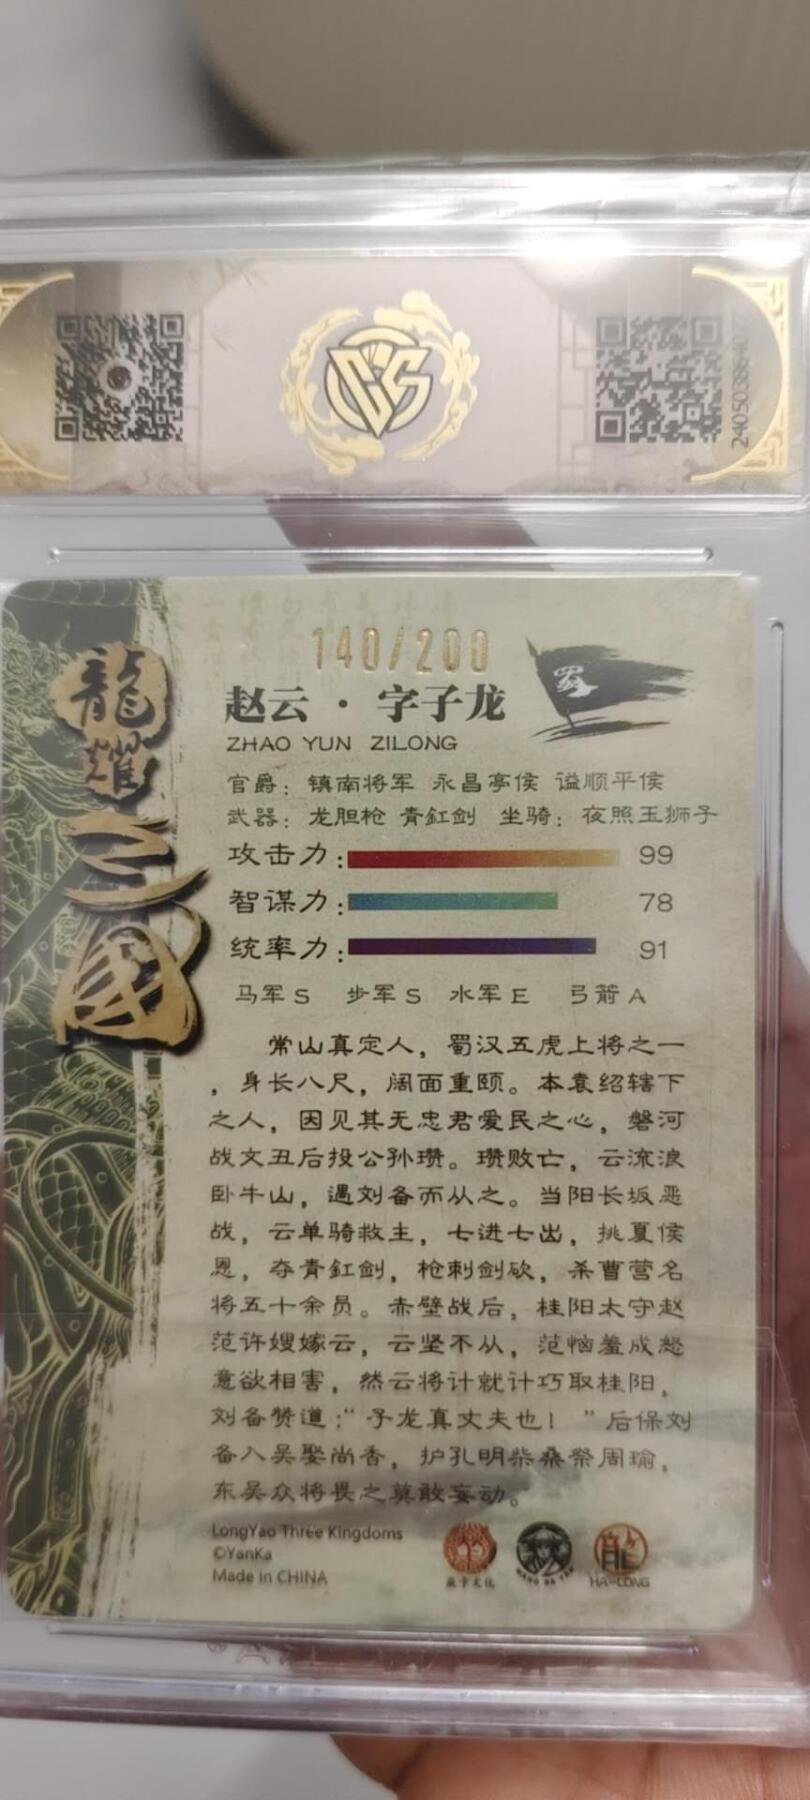 240503864077
龍耀三國
140/200
蜀
赵云·字子龙
ZHAO YUN ZILONG
官爵：镇南将军 永昌亭侯 谥顺平侯
武器：龙胆枪 青釭剑 坐骑：夜照玉狮子
攻击力：99
智谋力：78
统率力：91
马军S 步军S 水军E 弓箭A
常山真定人，蜀汉五虎上将之一
，身长八尺，阔面重颐。本袁绍辖下
之人，因见其无忠君爱民之心，磐河
战文丑后投公孙瓒。瓒败亡，云流浪
卧牛山，遇刘备而从之。当阳长坂恶
战，云单骑救主，七进七出，挑夏侯
恩，夺青釭剑，枪刺剑砍，杀曹营名
将五十余员。赤壁战后，桂阳太守赵
范许嫂嫁云，云坚不从，范恼羞成怒
意欲相害，然云将计就计巧取桂阳，
刘备赞道：“子龙真丈夫也！”后保刘
备入吴娶尚香，护孔明柴桑祭周瑜，
东吴众将畏之莫敢妄动。
LongYao Three Kingdoms
©YanKa
Made in CHINA
HA-LONG